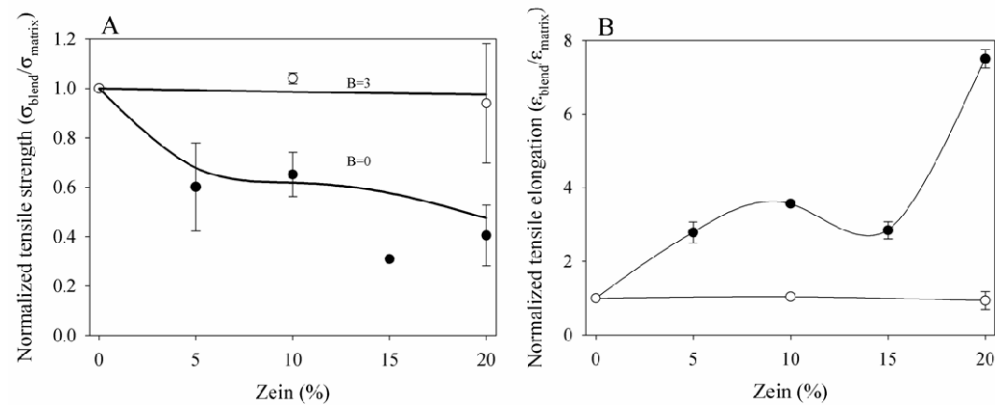 A
Normalized tensile strength (σblend/σmatrix)
1.2
1.0
0.8
0.6
0.4
0.2
0.0
B=3
B=0
0
5
10
15
20
Zein (%)
B
Normalized tensile elongation (εblend/εmatrix)
8
6
4
2
0
0
5
10
15
20
Zein (%)